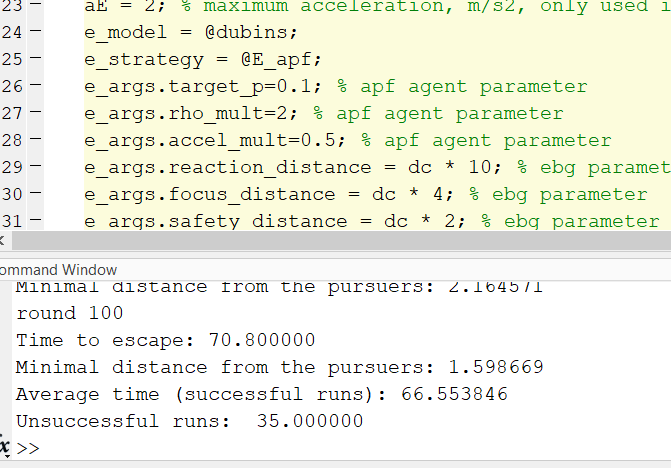 23 — aE = 2; % maximum acceleration, m/s2, only used i
24 — e_model = @dubins;
25 — e_strategy = @E_apf;
26 — e_args.target_p=0.1; % apf agent parameter
27 — e_args.rho_mult=2; % apf agent parameter
28 — e_args.accel_mult=0.5; % apf agent parameter
29 — e_args.reaction_distance = dc * 10; % ebg paramet
30 — e_args.focus_distance = dc * 4; % ebg parameter
31 — e_args.safety_distance = dc * 2; % ebg parameter
ommand Window
Minimal distance from the pursuers: 2.164571
round 100
Time to escape: 70.800000
Minimal distance from the pursuers: 1.598669
Average time (successful runs): 66.553846
Unsuccessful runs:  35.000000
fx >>